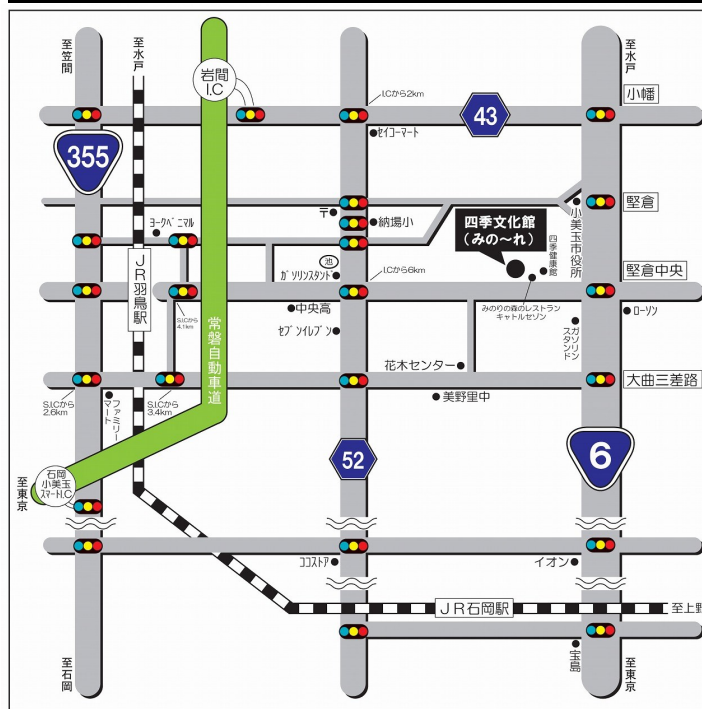 至笠間
至水戸
岩間
I.C
至水戸
I.Cから2km
小幡
43
ｾｲｺｰﾏｰﾄ
355
〒
納場小
堅倉
ﾖｰｸﾍﾞﾆﾏﾙ
四季文化館
(みの〜れ)
小美玉市役所
四季健康館
池
ｶﾞｿﾘﾝｽﾀﾝﾄﾞ
I.Cから6km
堅倉中央
JR羽鳥駅
みのりの森のレストラン
キャトルセゾン
S.I.Cから
4.1km
中央高
ローソン
常磐自動車道
ｾﾌﾞﾝｲﾚﾌﾞﾝ
ガソリン
スタンド
花木センター
大曲三差路
S.I.Cから
2.6km
ファミリー
マート
S.I.Cから
3.4km
美野里中
52
6
至東京
石岡
小美玉
ｽﾏｰﾄI.C
ｺｺｽﾄｱ
イオン
JR石岡駅
至上野
至石岡
宝島
至東京